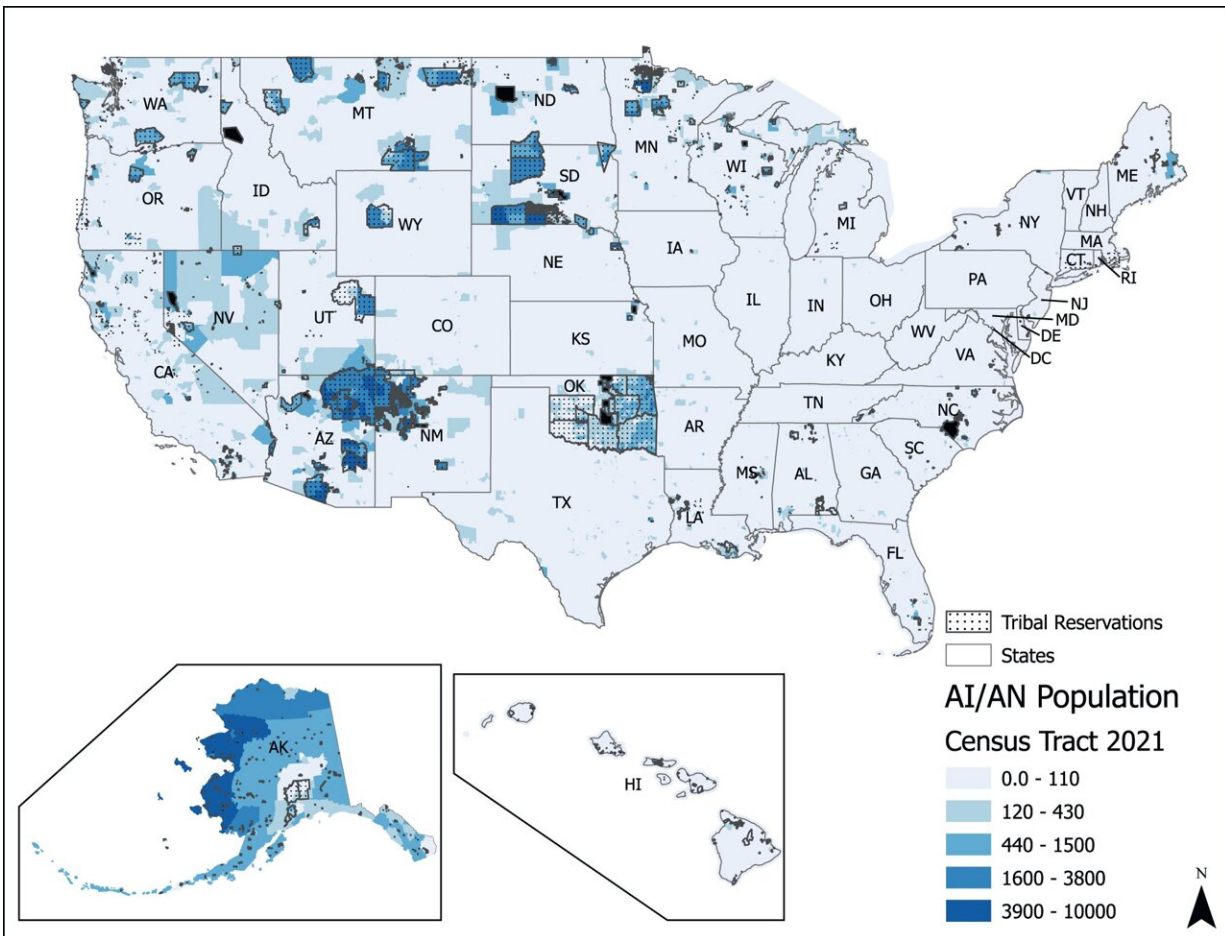 WA
MT
ND
MN
OR
ID
WY
SD
WI
MI
ME
VT
NH
NY
MA
CT
RI
NV
UT
CO
NE
IA
IL
IN
OH
PA
NJ
MD
DE
DC
CA
KS
MO
KY
WV
VA
AZ
NM
OK
AR
TN
NC
SC
TX
LA
MS
AL
GA
FL
AK
HI
Tribal Reservations
States
AI/AN Population
Census Tract 2021
0.0 - 110
120 - 430
440 - 1500
1600 - 3800
3900 - 10000
N